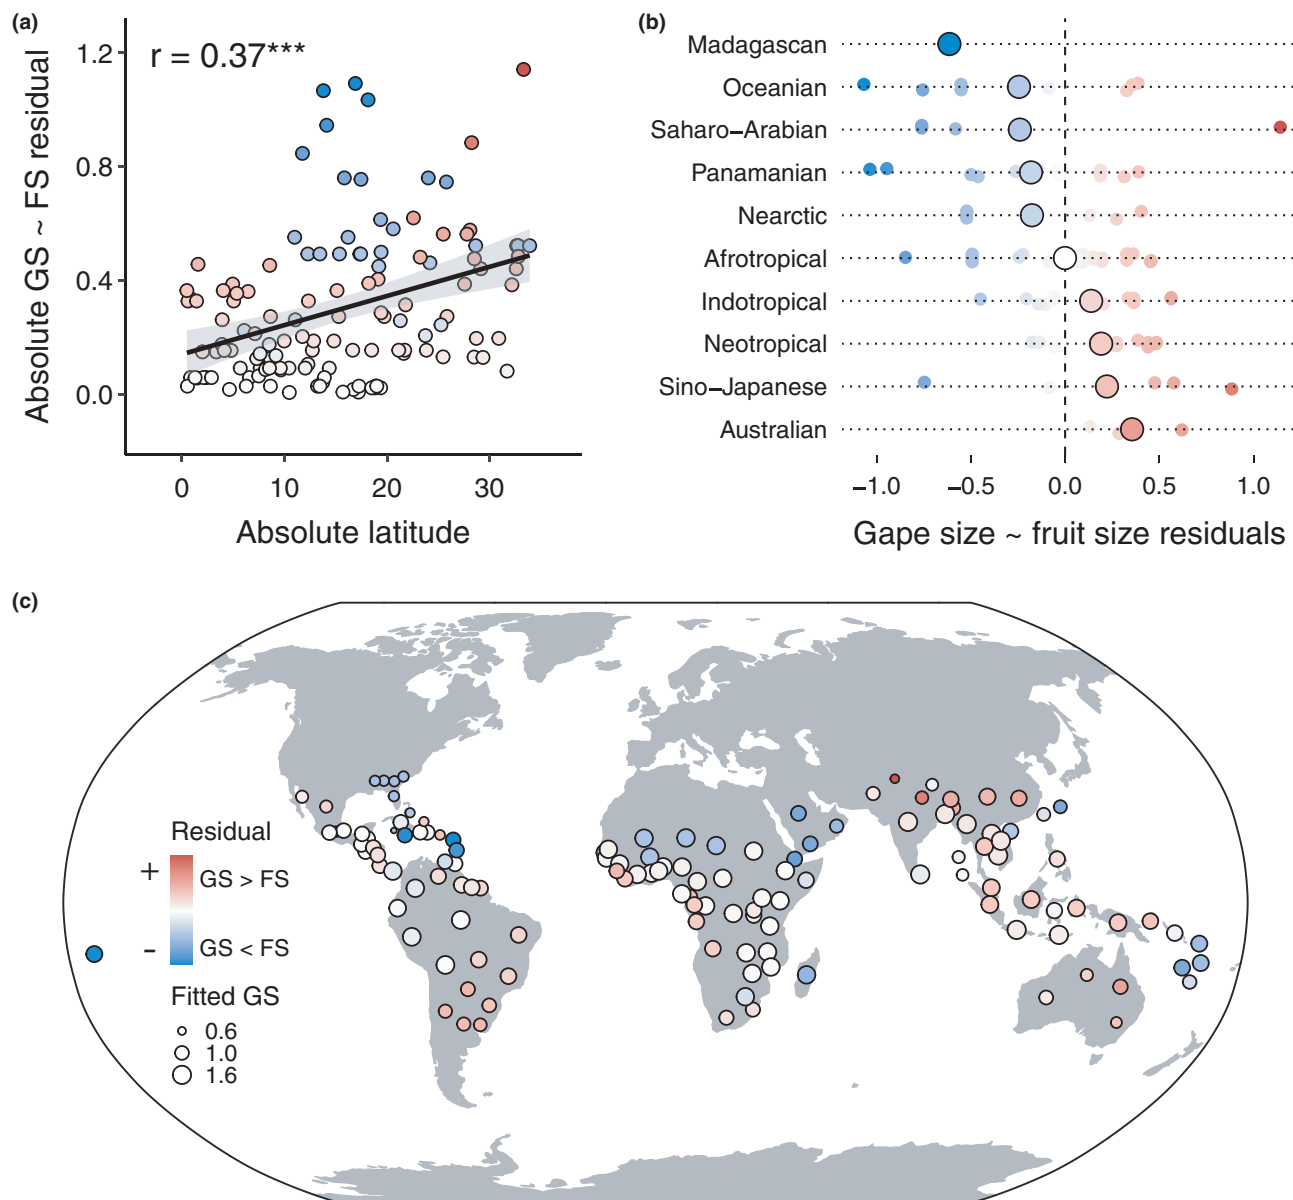 (a)
r = 0.37***
Absolute GS ~ FS residual
1.2
0.8
0.4
0.0
0 10 20 30
Absolute latitude
(b)
Madagascan
Oceanian
Saharo–Arabian
Panamanian
Nearctic
Afrotropical
Indotropical
Neotropical
Sino–Japanese
Australian
−1.0 −0.5 0.0 0.5 1.0
Gape size ~ fruit size residuals
(c)
Residual
+
GS > FS
-
GS < FS
Fitted GS
0.6
1.0
1.6